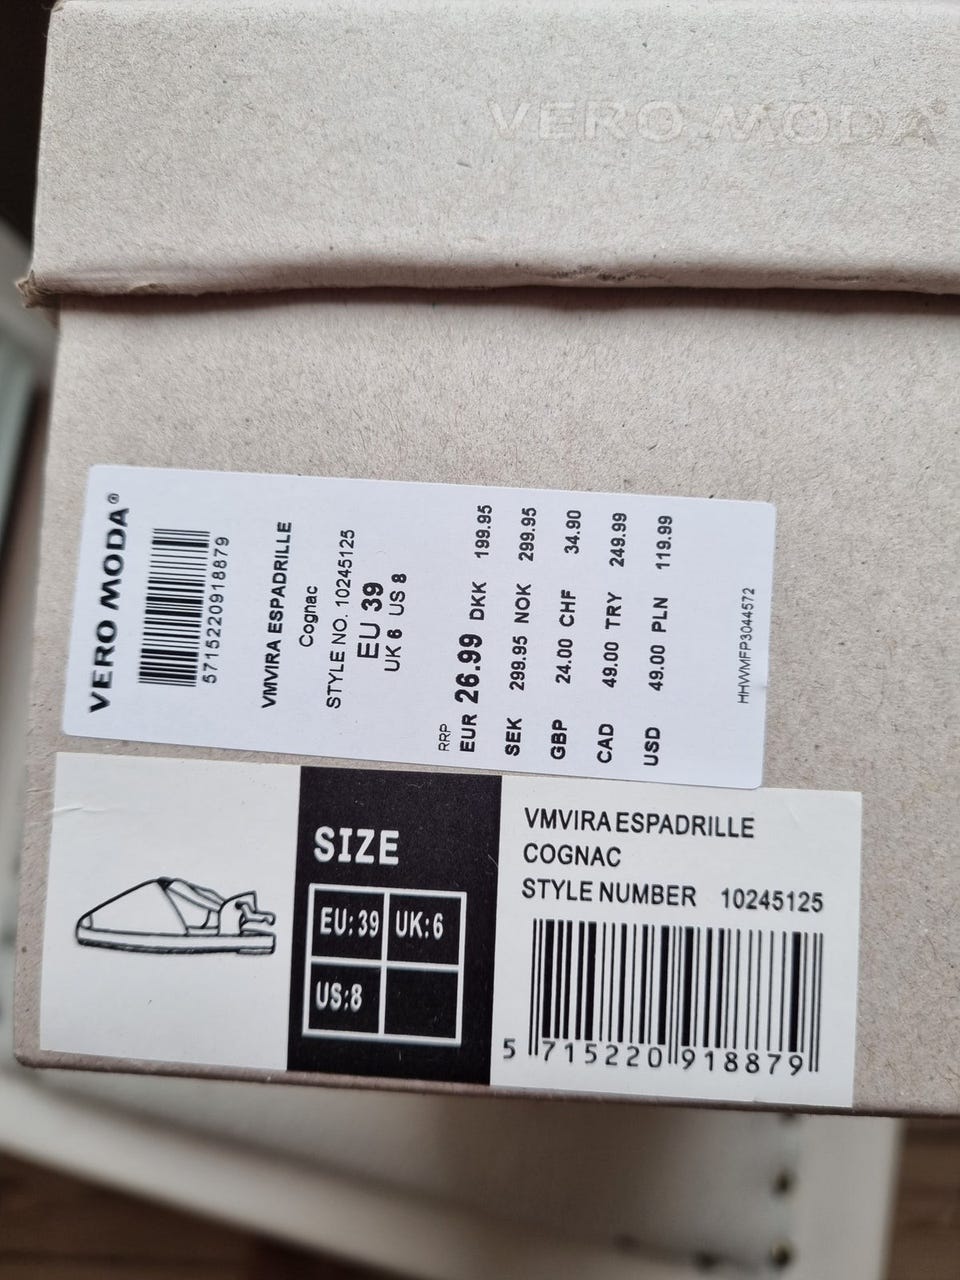 VERO MODA
VERO MODA®
5715220918879
VMVIRA ESPADRILLE
Cognac
STYLE NO. 10245125
EU 39
UK 6 US 8
RRP
EUR 26.99 DKK 199.95
SEK 299.95 NOK 299.95
GBP 24.00 CHF 34.90
CAD 49.00 TRY 249.99
USD 49.00 PLN 119.99
HHWMFP3044572
SIZE
EU:39 UK:6
US:8
VMVIRA ESPADRILLE
COGNAC
STYLE NUMBER 10245125
5 715220 918879